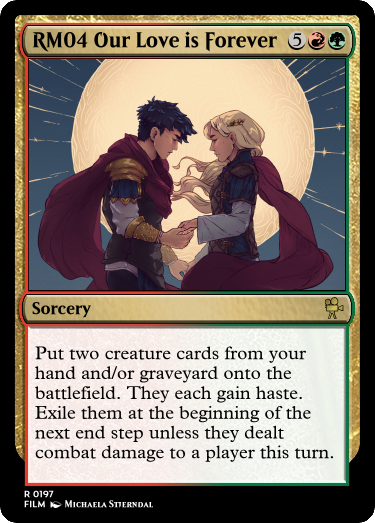 RM04 Our Love is Forever 5
Sorcery
Put two creature cards from your
hand and/or graveyard onto the
battlefield. They each gain haste.
Exile them at the beginning of the
next end step unless they dealt
combat damage to a player this turn.
R 0197
FILM Michaela Sterndal